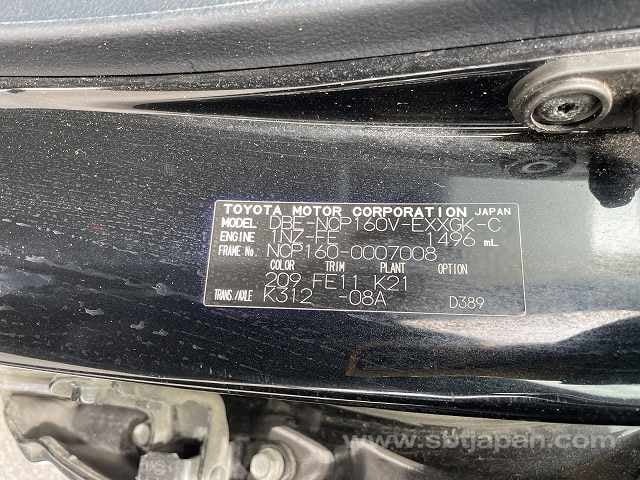 TOYOTA MOTOR CORPORATION JAPAN
MODEL DBE-NCP160V-EXXGK-C
ENGINE 1NZ-FE 1496 mL
FRAME No. NCP160-0007008
COLOR TRIM PLANT OPTION
209 FE11 K21
TRANS./AXLE K312 -08A D389
www.sbtjapan.com